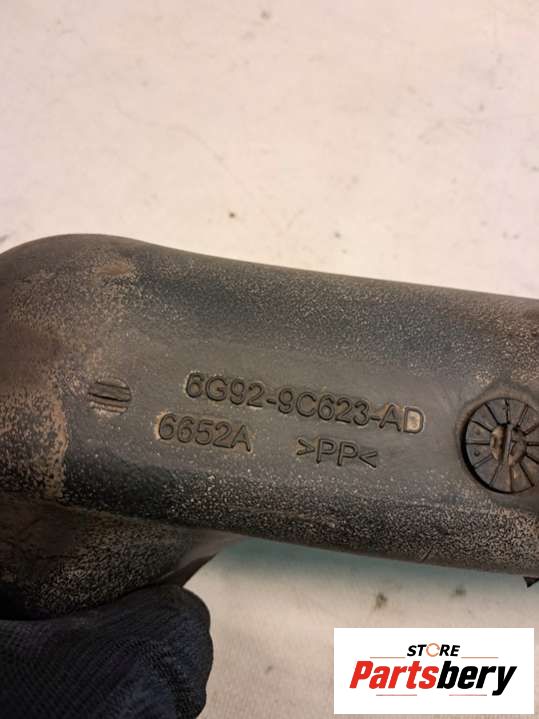 6G92-9C623-AD
6652A >PP<
STORE
Partsbery